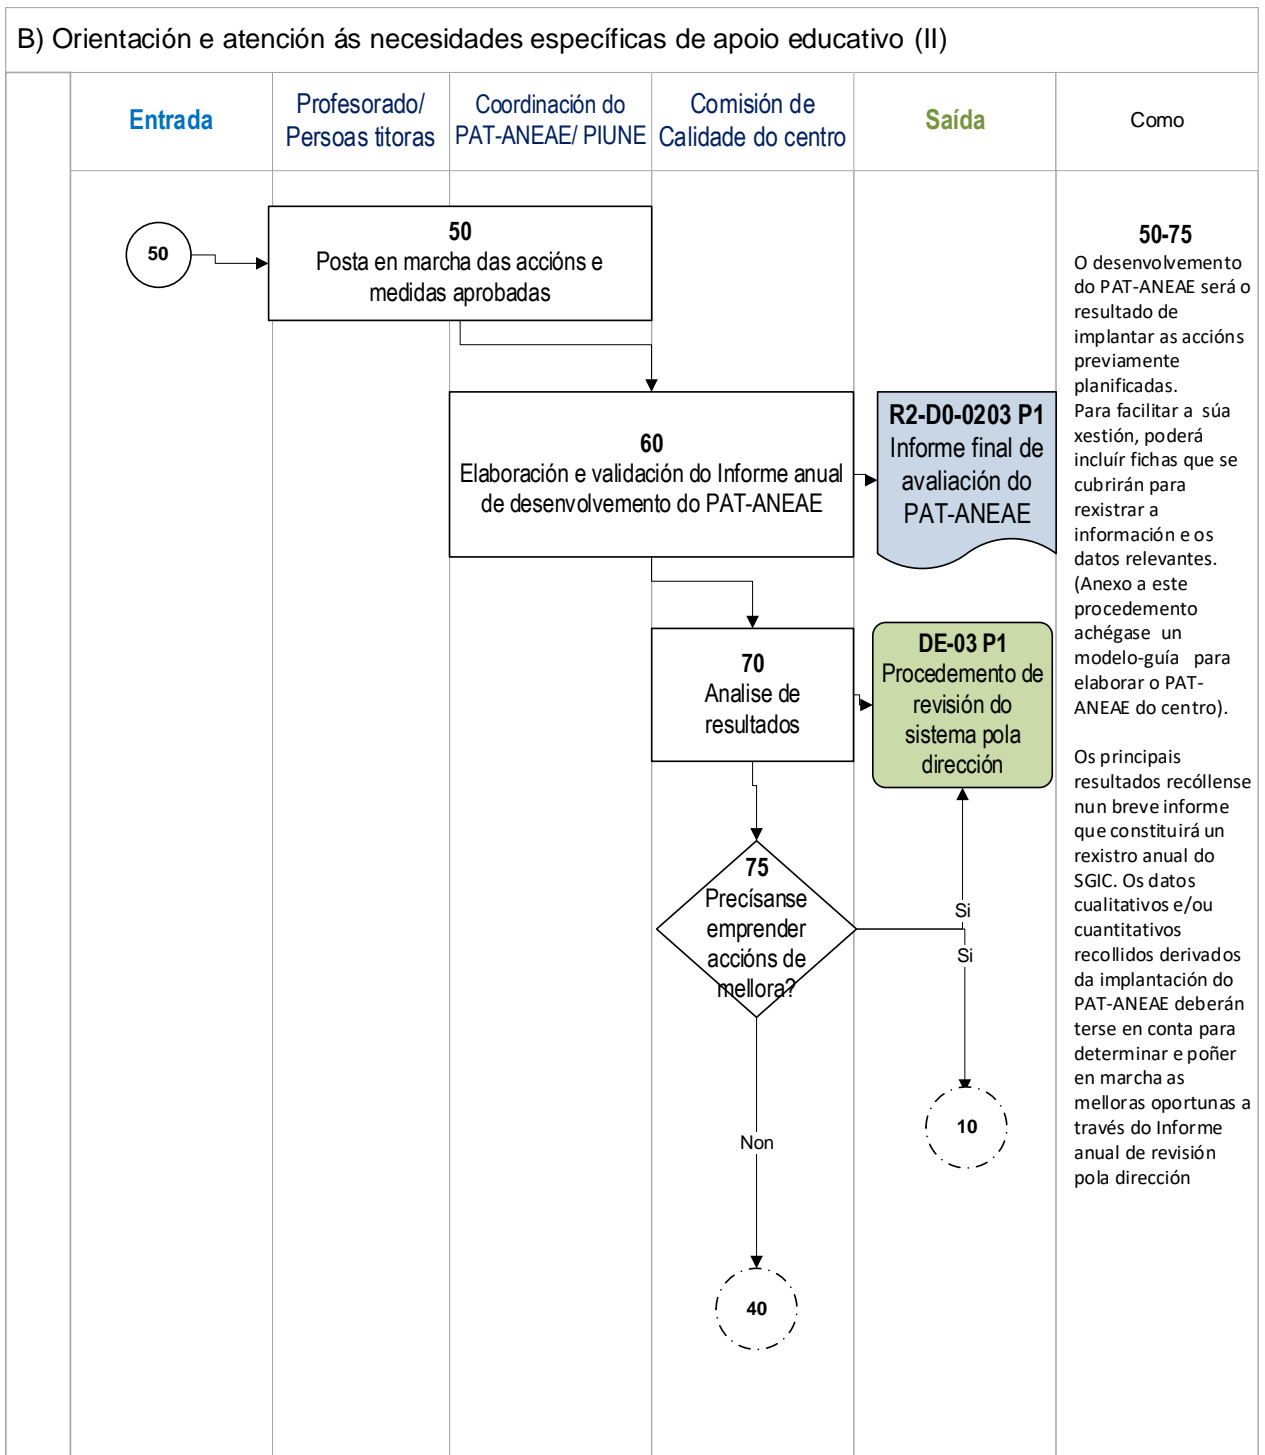 B) Orientación e atención ás necesidades específicas de apoio educativo (II)
Entrada
Profesorado/
Persoas titoras
Coordinación do
PAT-ANEAE/ PIUNE
Comisión de
Calidade do centro
Saída
Como
50
50
Posta en marcha das accións e
medidas aprobadas
60
Elaboración e validación do Informe anual
de desenvolvemento do PAT-ANEAE
R2-D0-0203 P1
Informe final de
avaliación do
PAT-ANEAE
70
Analise de
resultados
DE-03 P1
Procedemento de
revisión do
sistema pola
dirección
75
Precísanse
emprender
accións de
mellora?
Si
Si
10
Non
40
50-75
O desenvolvemento
do PAT-ANEAE será o
resultado de
implantar as accións
previamente
planificadas.
Para facilitar a súa
xestión, poderá
incluír fichas que se
cubrirán para
rexistrar a
información e os
datos relevantes.
(Anexo a este
procedemento
achégase un
modelo-guía para
elaborar o PAT-
ANEAE do centro).
Os principais
resultados recóllense
nun breve informe
que constituirá un
rexistro anual do
SGIC. Os datos
cualitativos e/ou
cuantitativos
recollidos derivados
da implantación do
PAT-ANEAE deberán
terse en conta para
determinar e poñer
en marcha as
melloras oportunas a
través do Informe
anual de revisión
pola dirección